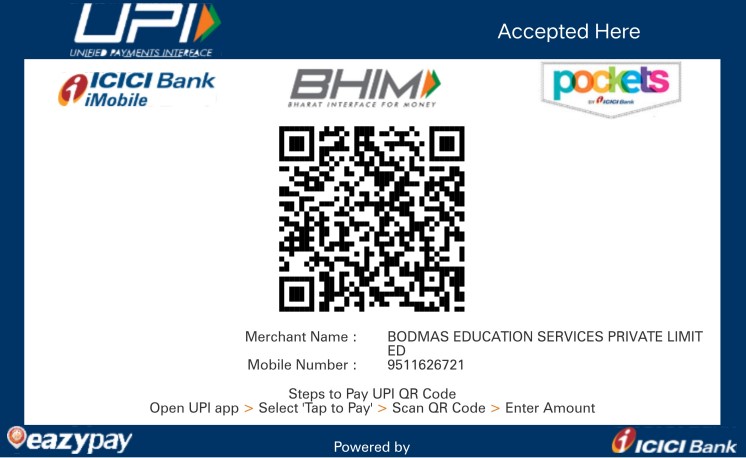 UPI
UNIFIED PAYMENTS INTERFACE
Accepted Here
ICICI Bank
iMobile
BHIM
BHARAT INTERFACE FOR MONEY
pockets
BY ICICI Bank
Merchant Name : BODMAS EDUCATION SERVICES PRIVATE LIMIT
ED
Mobile Number : 9511626721
Steps to Pay UPI QR Code
Open UPI app > Select 'Tap to Pay' > Scan QR Code > Enter Amount
eazypay
Powered by
ICICI Bank